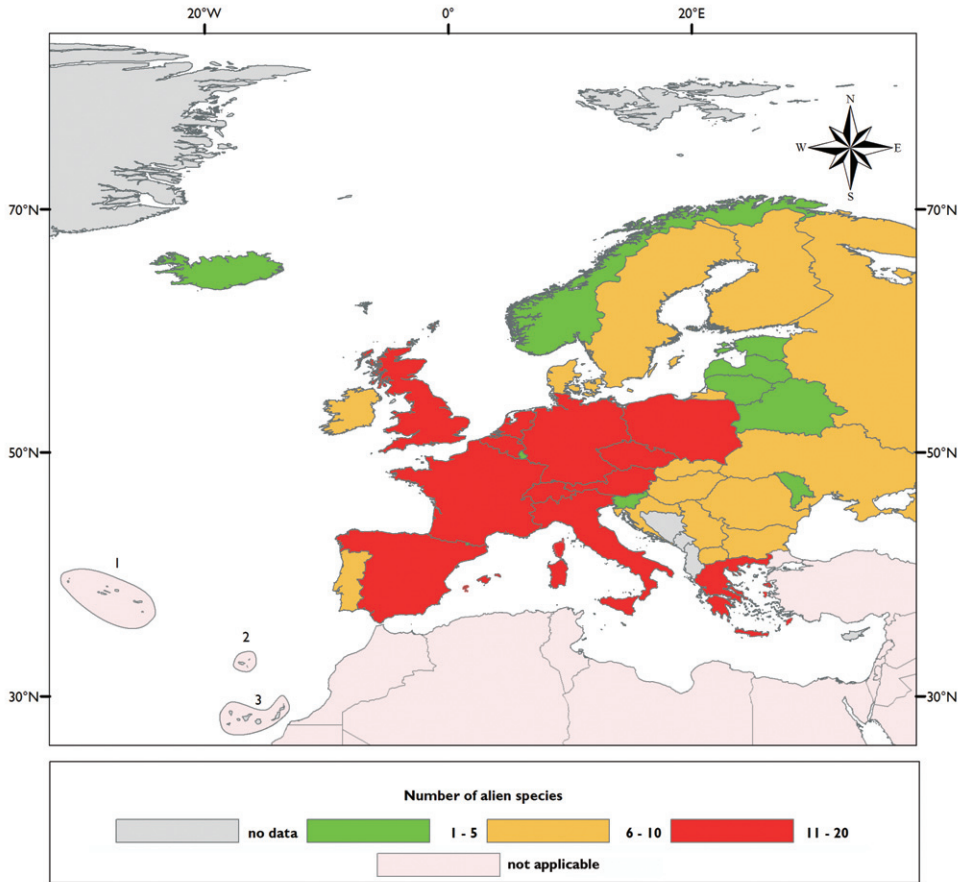 20°W 0° 20°E
N
W E
S
70°N 70°N
50°N 50°N
1
2
3
30°N 30°N
Number of alien species
no data 1 - 5 6 - 10 11 - 20
not applicable